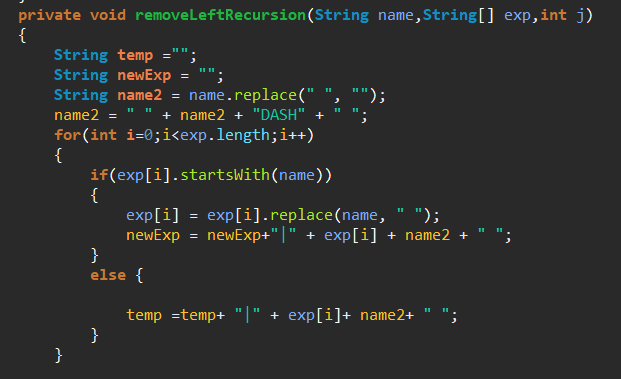 private void removeLeftRecursion(String name,String[] exp,int j)
{
String temp ="";
String newExp = "";
String name2 = name.replace(" ", "");
name2 = " " + name2 + "DASH" + " ";
for(int i=0;i<exp.length;i++)
{
if(exp[i].startsWith(name))
{
exp[i] = exp[i].replace(name, " ");
newExp = newExp+"|" + exp[i] + name2 + " ";
}
else {
temp =temp+ "|" + exp[i]+ name2+ " ";
}
}